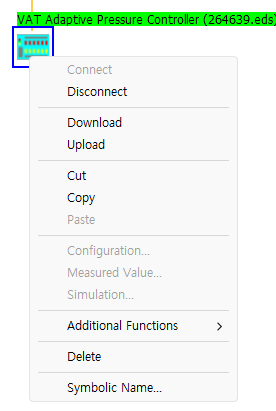 VAT Adaptive Pressure Controller (264639.eds)
Connect
Disconnect
Download
Upload
Cut
Copy
Paste
Configuration...
Measured Value...
Simulation...
Additional Functions
Delete
Symbolic Name...